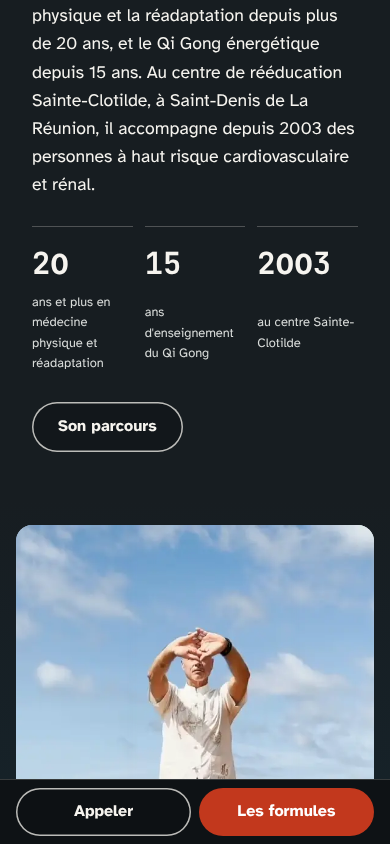 physique et la réadaptation depuis plus
de 20 ans, et le Qi Gong énergétique
depuis 15 ans. Au centre de rééducation
Sainte-Clotilde, à Saint-Denis de La
Réunion, il accompagne depuis 2003 des
personnes à haut risque cardiovasculaire
et rénal.
20
ans et plus en
médecine
physique et
réadaptation
15
ans
d'enseignement
du Qi Gong
2003
au centre Sainte-
Clotilde
Son parcours
Appeler
Les formules